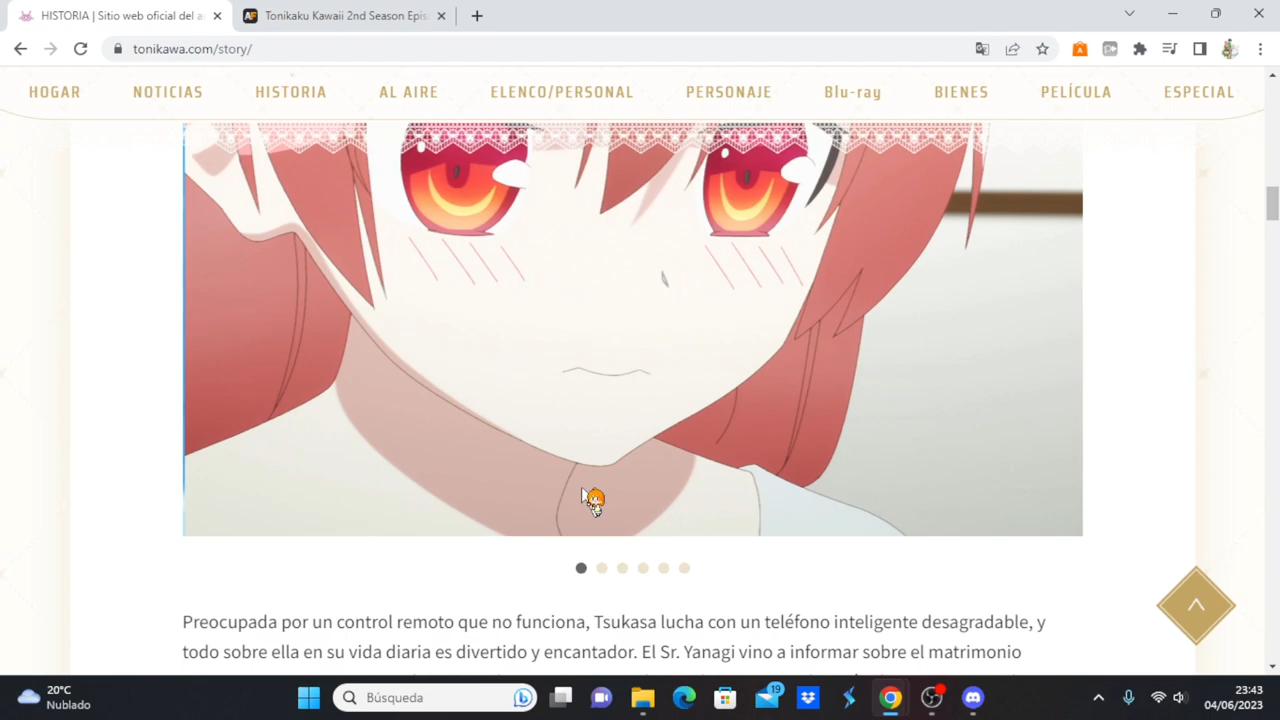 HISTORIA | Sitio web oficial del a
Tonikaku Kawaii 2nd Season Epis
tonikawa.com/story/
HOGAR NOTICIAS HISTORIA AL AIRE ELENCO/PERSONAL PERSONAJE Blu-ray BIENES PELÍCULA ESPECIAL
Preocupada por un control remoto que no funciona, Tsukasa lucha con un teléfono inteligente desagradable, y
todo sobre ella en su vida diaria es divertido y encantador. El Sr. Yanagi vino a informar sobre el matrimonio
20°C
Nublado
Búsqueda
19
23:43
04/06/2023